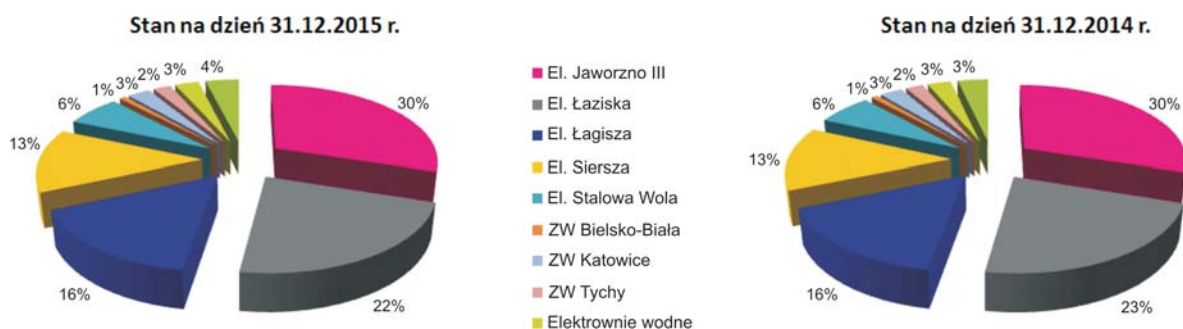 Stan na dzień 31.12.2015 r.
4%
3%
2%
3%
1%
6%
13%
16%
22%
30%
El. Jaworzno III
El. Łaziska
El. Łagisza
El. Siersza
El. Stalowa Wola
ZW Bielsko-Biała
ZW Katowice
ZW Tychy
Elektrownie wodne
Stan na dzień 31.12.2014 r.
3%
3%
2%
3%
1%
6%
13%
16%
23%
30%